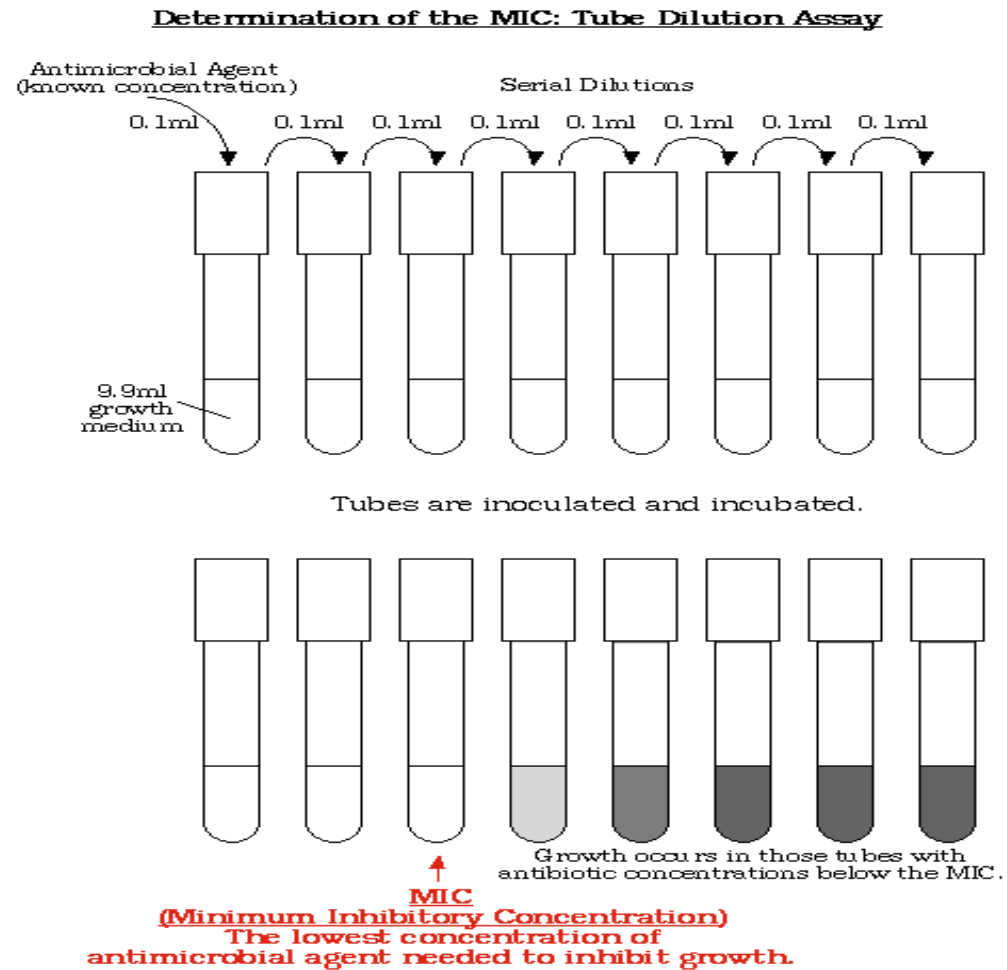 Determination of the MIC: Tube Dilution Assay
Antimicrobial Agent
(known concentration)
Serial Dilutions
0.1ml 0.1ml 0.1ml 0.1ml 0.1ml 0.1ml 0.1ml 0.1ml
9.9ml
growth
medium
Tubes are inoculated and incubated.
Growth occurs in those tubes with
antibiotic concentrations below the MIC.
MIC
(Minimum Inhibitory Concentration)
The lowest concentration of
antimicrobial agent needed to inhibit growth.